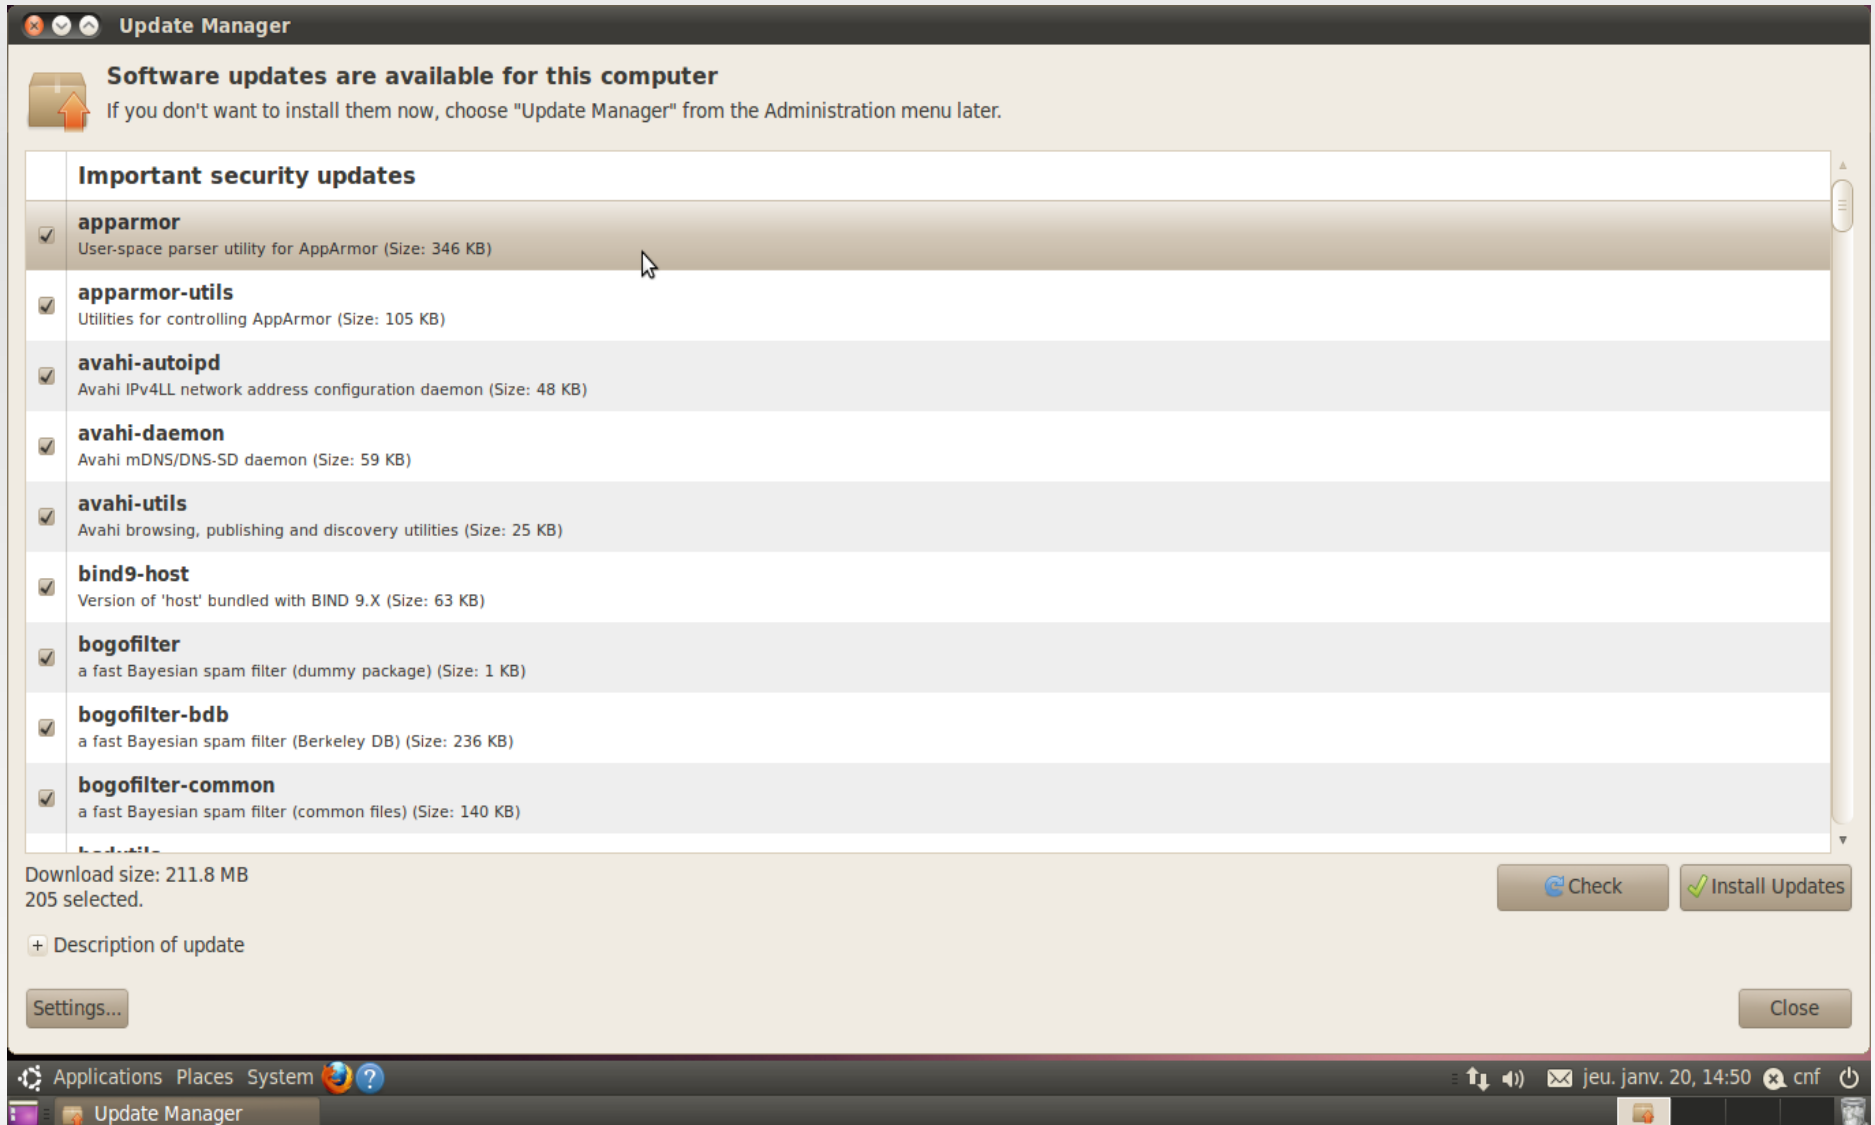 Update Manager
Software updates are available for this computer
If you don't want to install them now, choose "Update Manager" from the Administration menu later.
Important security updates
apparmor
User-space parser utility for AppArmor (Size: 346 KB)
apparmor-utils
Utilities for controlling AppArmor (Size: 105 KB)
avahi-autoipd
Avahi IPv4LL network address configuration daemon (Size: 48 KB)
avahi-daemon
Avahi mDNS/DNS-SD daemon (Size: 59 KB)
avahi-utils
Avahi browsing, publishing and discovery utilities (Size: 25 KB)
bind9-host
Version of 'host' bundled with BIND 9.X (Size: 63 KB)
bogofilter
a fast Bayesian spam filter (dummy package) (Size: 1 KB)
bogofilter-bdb
a fast Bayesian spam filter (Berkeley DB) (Size: 236 KB)
bogofilter-common
a fast Bayesian spam filter (common files) (Size: 140 KB)
Download size: 211.8 MB
205 selected.
Check
Install Updates
Description of update
Settings...
Close
Applications Places System jeu. janv. 20, 14:50 cnf
Update Manager